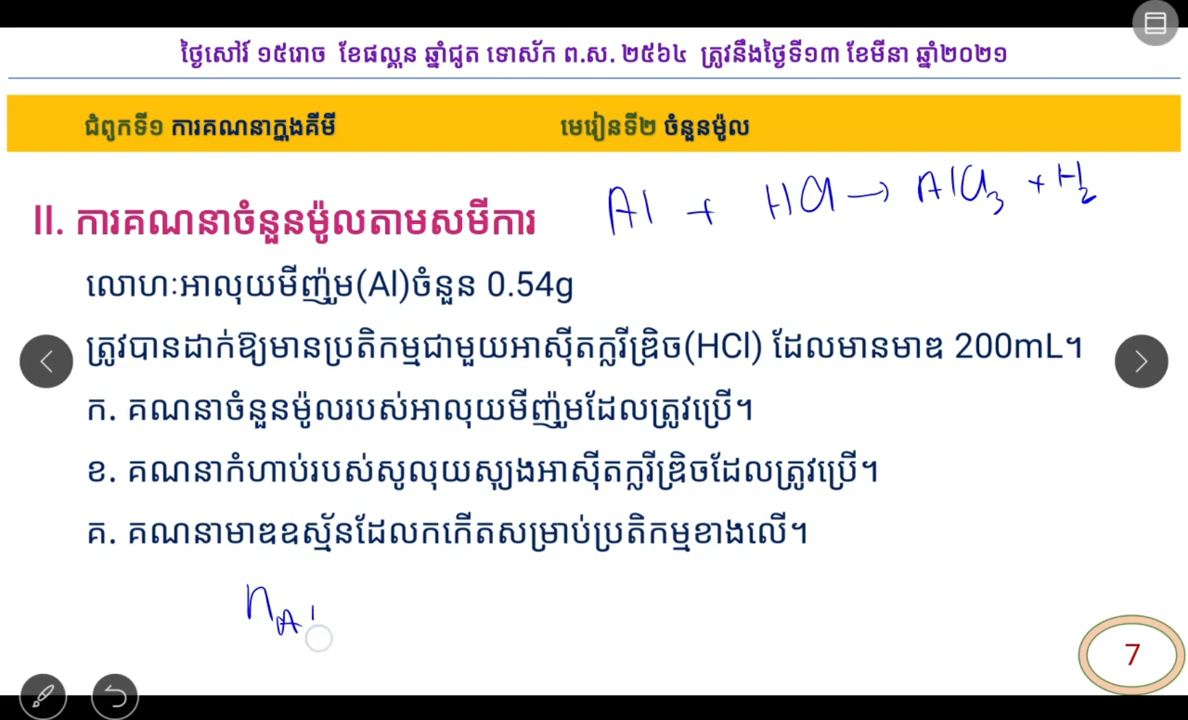 ថ្ងៃសៅរ៍ ១៥រោច ខែផល្គុន ឆ្នាំជូត ទោស័ក ព.ស. ២៥៦៤ ត្រូវនឹងថ្ងៃទី១៣ ខែមីនា ឆ្នាំ២០២១
ជំពូកទី១ ការគណនាក្នុងគីមី មេរៀនទី២ ចំនួនម៉ូល
Al + HCl → AlCl₃ + H₂
II. ការគណនាចំនួនម៉ូលតាមសមីការ
លោហៈអាលុយមីញ៉ូម(Al)ចំនួន 0.54g
ត្រូវបានដាក់ឱ្យមានប្រតិកម្មជាមួយអាស៊ីតក្លរីឌ្រិច(HCl) ដែលមានមាឌ 200mL។
ក. គណនាចំនួនម៉ូលរបស់អាលុយមីញ៉ូមដែលត្រូវប្រើ។
ខ. គណនាកំហាប់របស់សូលុយស្យុងអាស៊ីតក្លរីឌ្រិចដែលត្រូវប្រើ។
គ. គណនាមាឌឧស្ម័នដែលកកើតសម្រាប់ប្រតិកម្មខាងលើ។
n Al
7